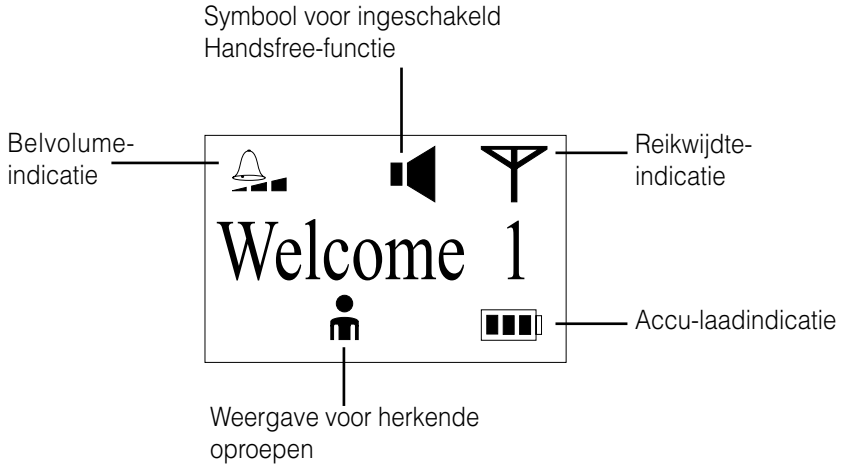 Symbool voor ingeschakeld
Handsfree-functie
Belvolume-
indicatie
Reikwijdte-
indicatie
Welcome 1
Accu-laadindicatie
Weergave voor herkende
oproepen